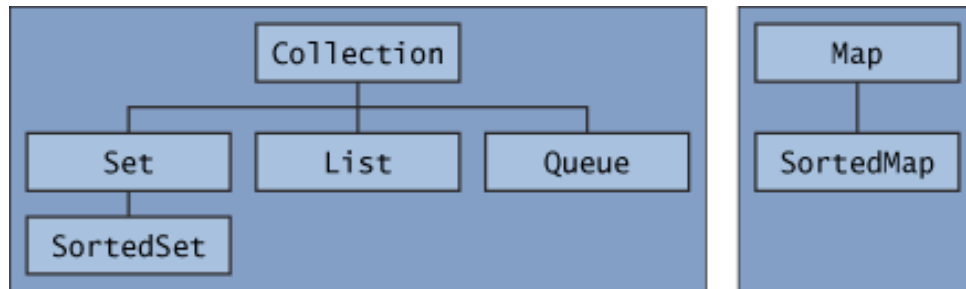 Collection
Map
Set
List
Queue
SortedMap
SortedSet